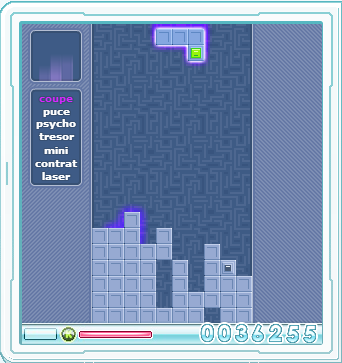 coupe
puce
psycho
tresor
mini
contrat
laser
0036255